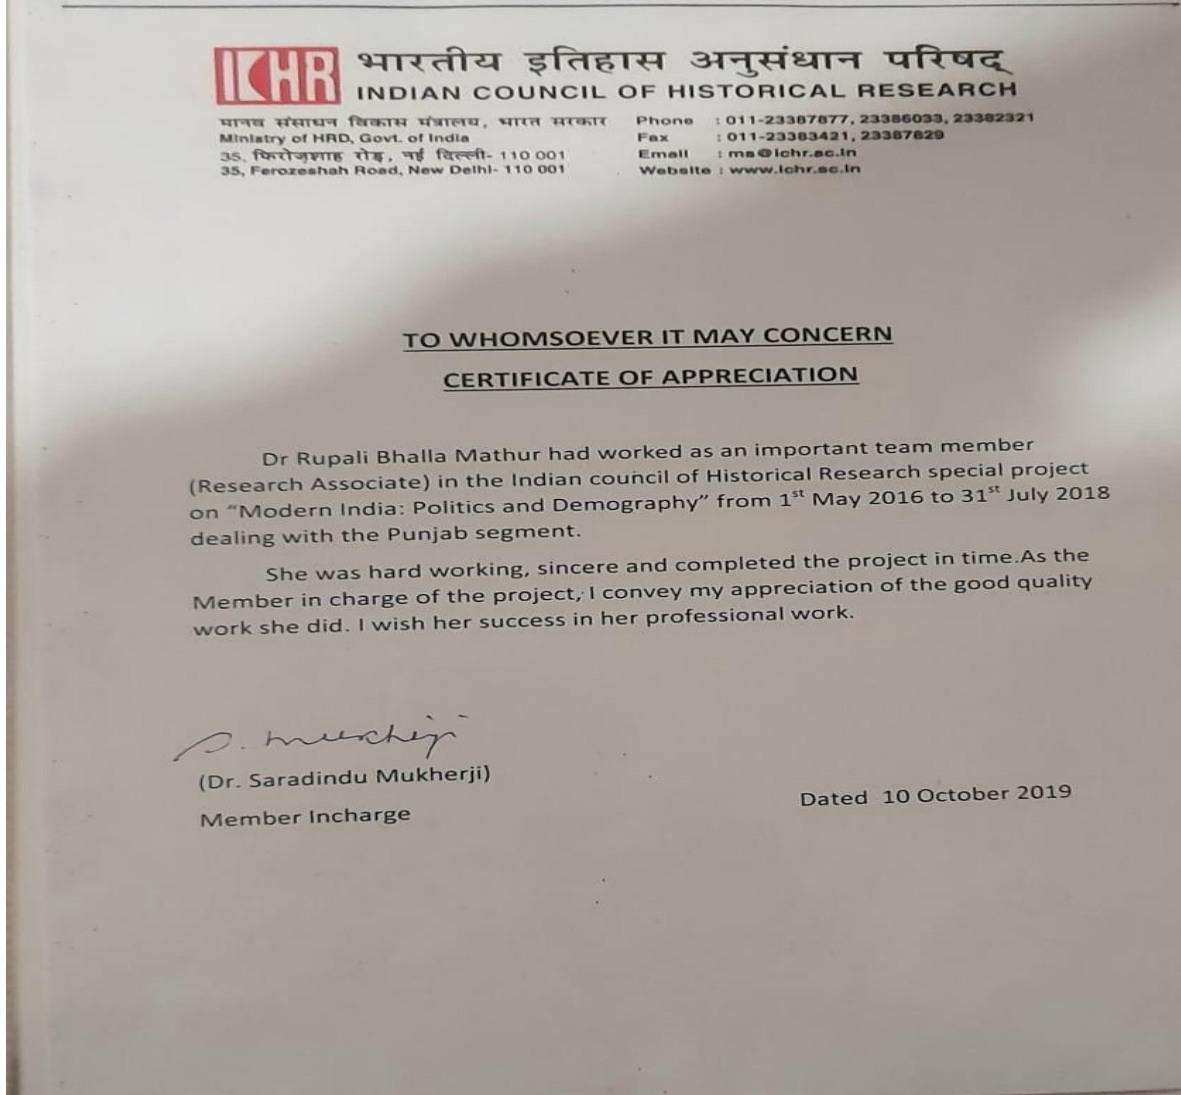 ICHR भारतीय इतिहास अनुसंधान परिषद्
INDIAN COUNCIL OF HISTORICAL RESEARCH
मानव संसाधन विकास मंत्रालय, भारत सरकार
Ministry of HRD, Govt. of India
35, फिरोज़शाह रोड़, नई दिल्ली- 110 001
35, Ferozeshah Road, New Delhi- 110 001
Phone : 011-23387877, 23386033, 23382321
Fax : 011-23383421, 23387829
Email : ms@ichr.ac.in
Website : www.ichr.ac.in
TO WHOMSOEVER IT MAY CONCERN
CERTIFICATE OF APPRECIATION
Dr Rupali Bhalla Mathur had worked as an important team member
(Research Associate) in the Indian council of Historical Research special project
on “Modern India: Politics and Demography” from 1st May 2016 to 31st July 2018
dealing with the Punjab segment.
She was hard working, sincere and completed the project in time.As the
Member in charge of the project, I convey my appreciation of the good quality
work she did. I wish her success in her professional work.
S. Mukherji
(Dr. Saradindu Mukherji)
Member Incharge
Dated 10 October 2019